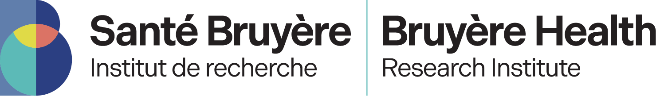 Santé Bruyère
Institut de recherche
Bruyère Health
Research Institute